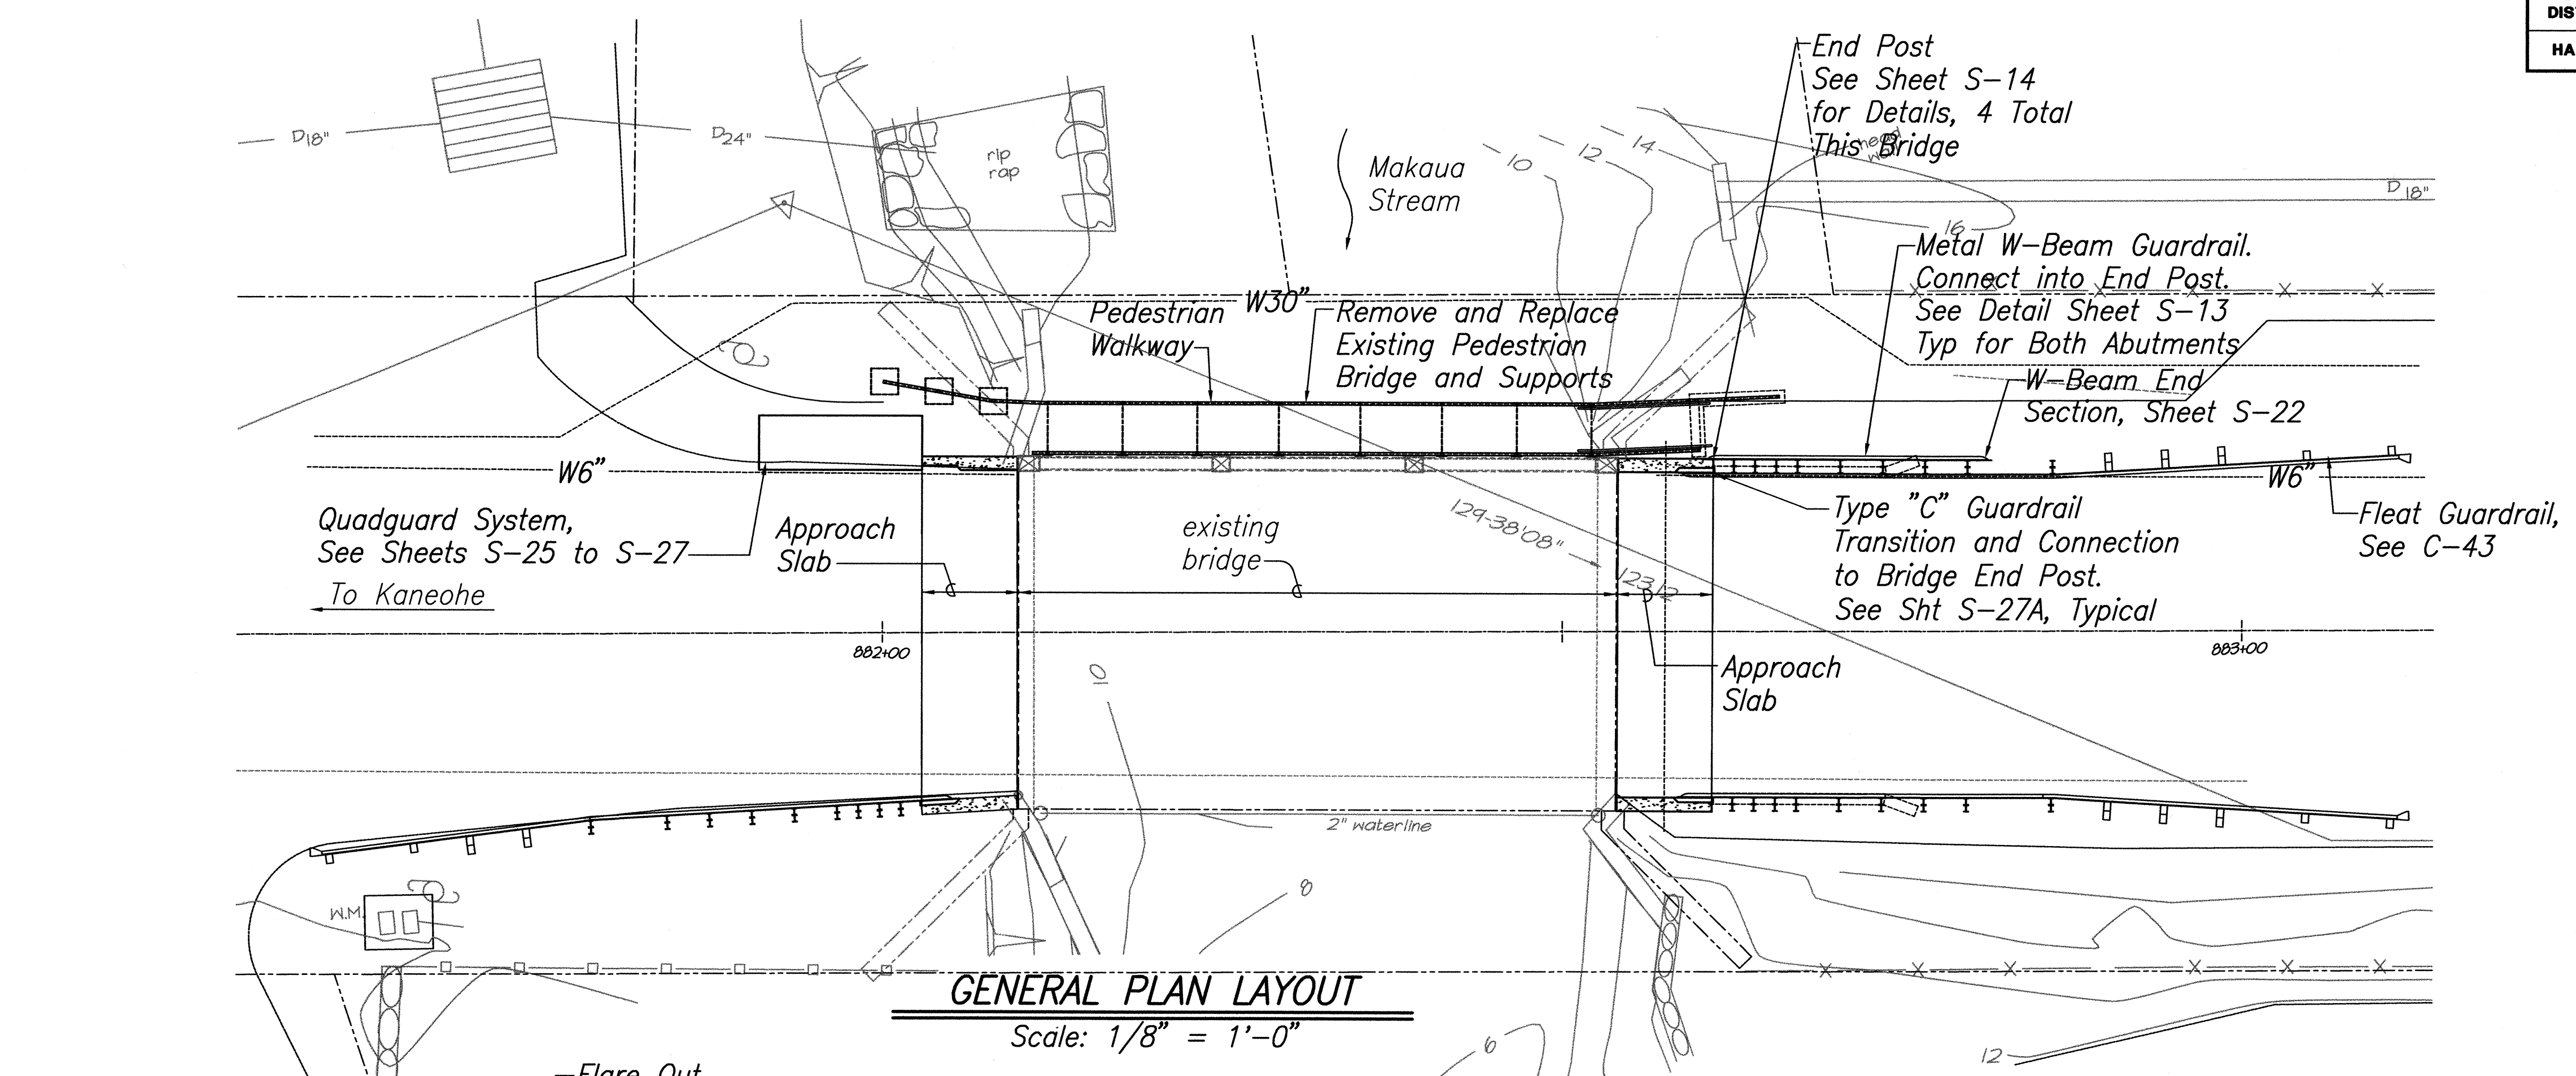 DIS
HA
End Post
See Sheet S-14
for Details, 4 Total
This Bridge
head
D18"
D24"
rip
rap
Makaua
Stream
10
12
14
16
D 18"
Metal W-Beam Guardrail.
Connect into End Post.
See Detail Sheet S-13
Typ for Both Abutments
W30"
Pedestrian
Walkway
Remove and Replace
Existing Pedestrian
Bridge and Supports
W-Beam End
Section, Sheet S-22
W6"
W6"
Quadguard System,
See Sheets S-25 to S-27
To Kaneohe
Approach
Slab
existing
bridge
129-38'08"
123.12
Type "C" Guardrail
Transition and Connection
to Bridge End Post.
See Sht S-27A, Typical
Fleat Guardrail,
See C-43
882+00
883+00
Approach
Slab
10
2" waterline
8
W.M.
GENERAL PLAN LAYOUT
Scale: 1/8" = 1'-0"
6
12
Flare Out